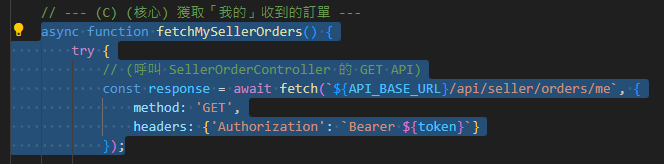 // --- (C) (核心) 獲取「我的」收到的訂單 ---
async function fetchMySellerOrders() {
try {
// (呼叫 SellerOrderController 的 GET API)
const response = await fetch(`${API_BASE_URL}/api/seller/orders/me`, {
method: 'GET',
headers: {'Authorization': `Bearer ${token}`}
});